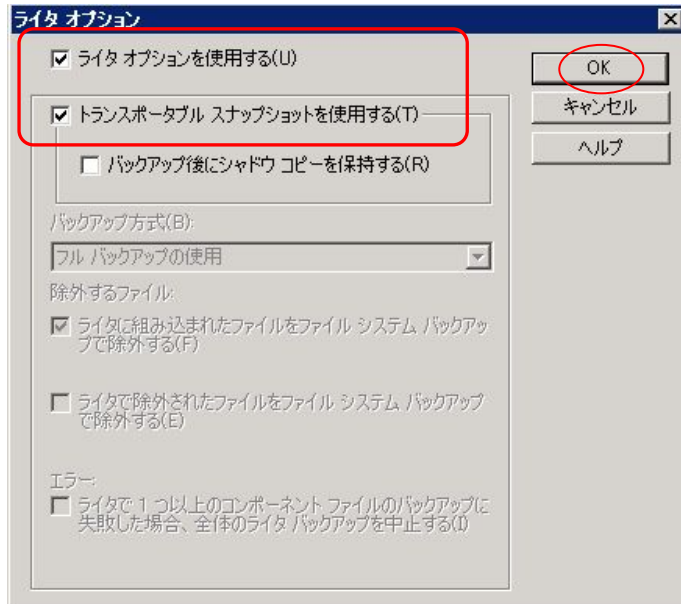 ライタ オプション
ライタ オプションを使用する(U)
OK
トランスポータブル スナップショットを使用する(T)
キャンセル
バックアップ後にシャドウ コピーを保持する(R)
ヘルプ
バックアップ方式(B):
フル バックアップの使用
除外するファイル:
ライタに組み込まれたファイルをファイル システム バックアッ
プで除外する(F)
ライタで除外されたファイルをファイル システム バックアップ
で除外する(E)
エラー:
ライタで 1 つ以上のコンポーネント ファイルのバックアップに
失敗した場合、全体のライタ バックアップを中止する(I)